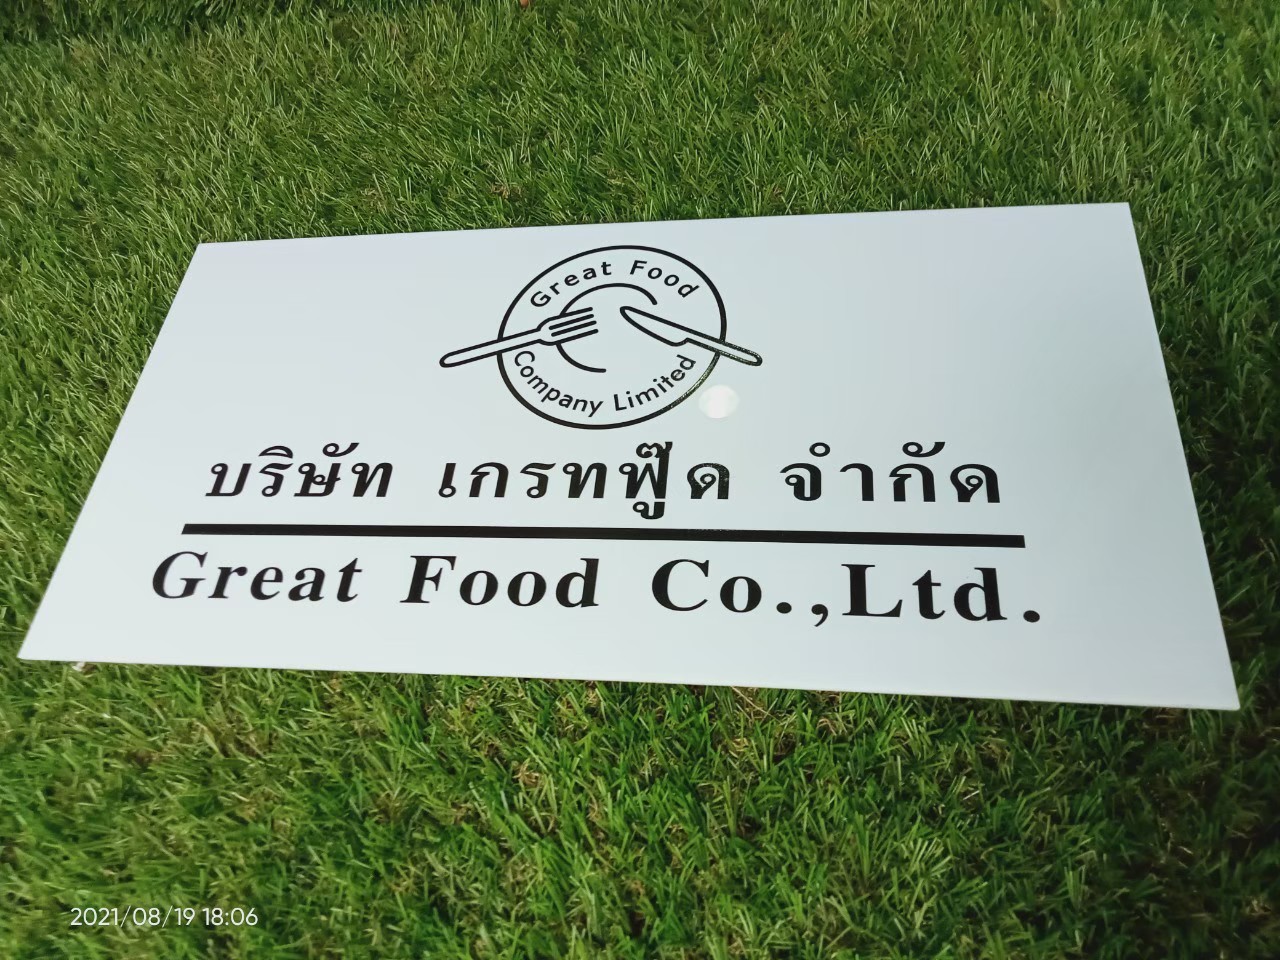 Great Food
Company Limited
บริษัท เกรทฟู๊ด จำกัด
Great Food Co.,Ltd.
2021/08/19 18:06